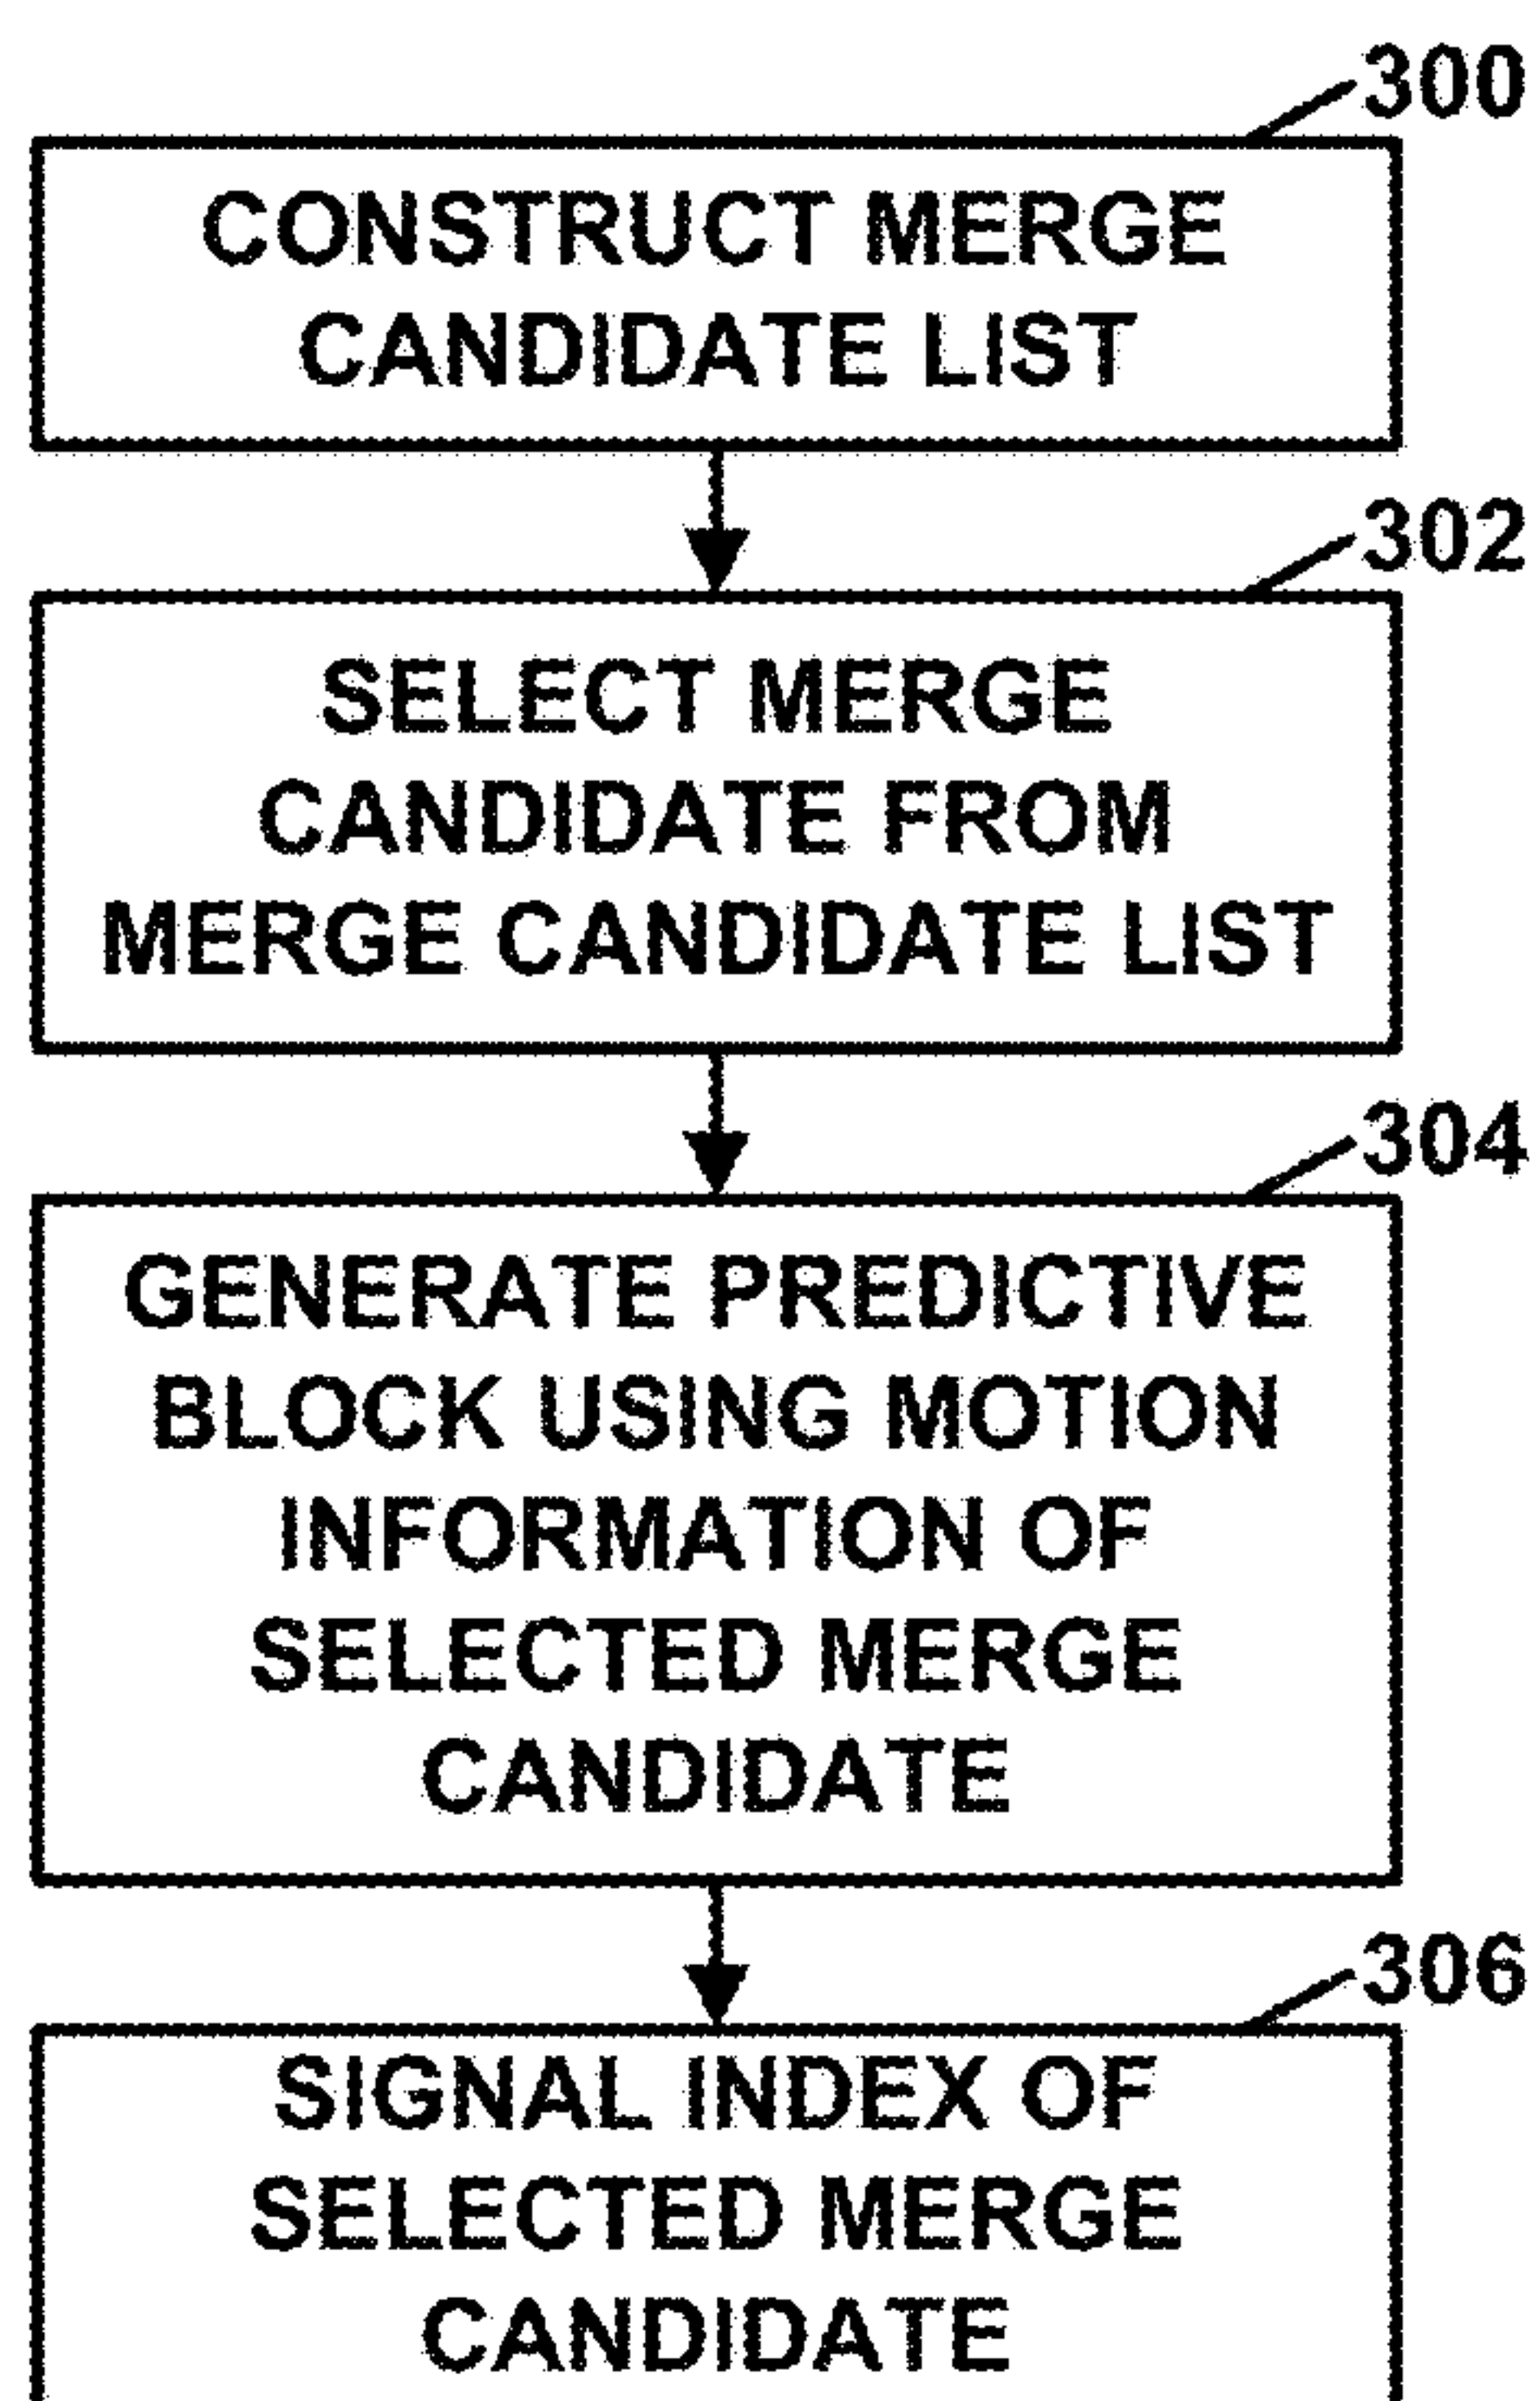 300
CONSTRUCT MERGE
CANDIDATE LIST
302
SELECT MERGE
CANDIDATE FROM
MERGE CANDIDATE LIST
304
GENERATE PREDICTIVE
BLOCK USING MOTION
INFORMATION OF
SELECTED MERGE
CANDIDATE
306
SIGNAL INDEX OF
SELECTED MERGE
CANDIDATE